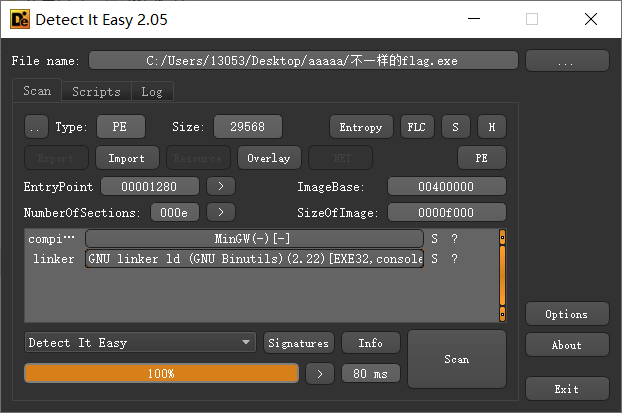 Detect It Easy 2.05
File name: C:/Users/13053/Desktop/aaaaa/不一样的flag.exe ...
Scan Scripts Log
.. Type: PE Size: 29568 Entropy FLC S H
Export Import Resource Overlay .NET PE
EntryPoint 00001280 > ImageBase: 00400000
NumberOfSections: 000e > SizeOfImage: 0000f000
compi… MinGW(-)[-] S ?
linker GNU linker ld (GNU Binutils)(2.22)[EXE32,console S ?
Options
Detect It Easy Signatures Info Scan About
100% > 80 ms
Exit